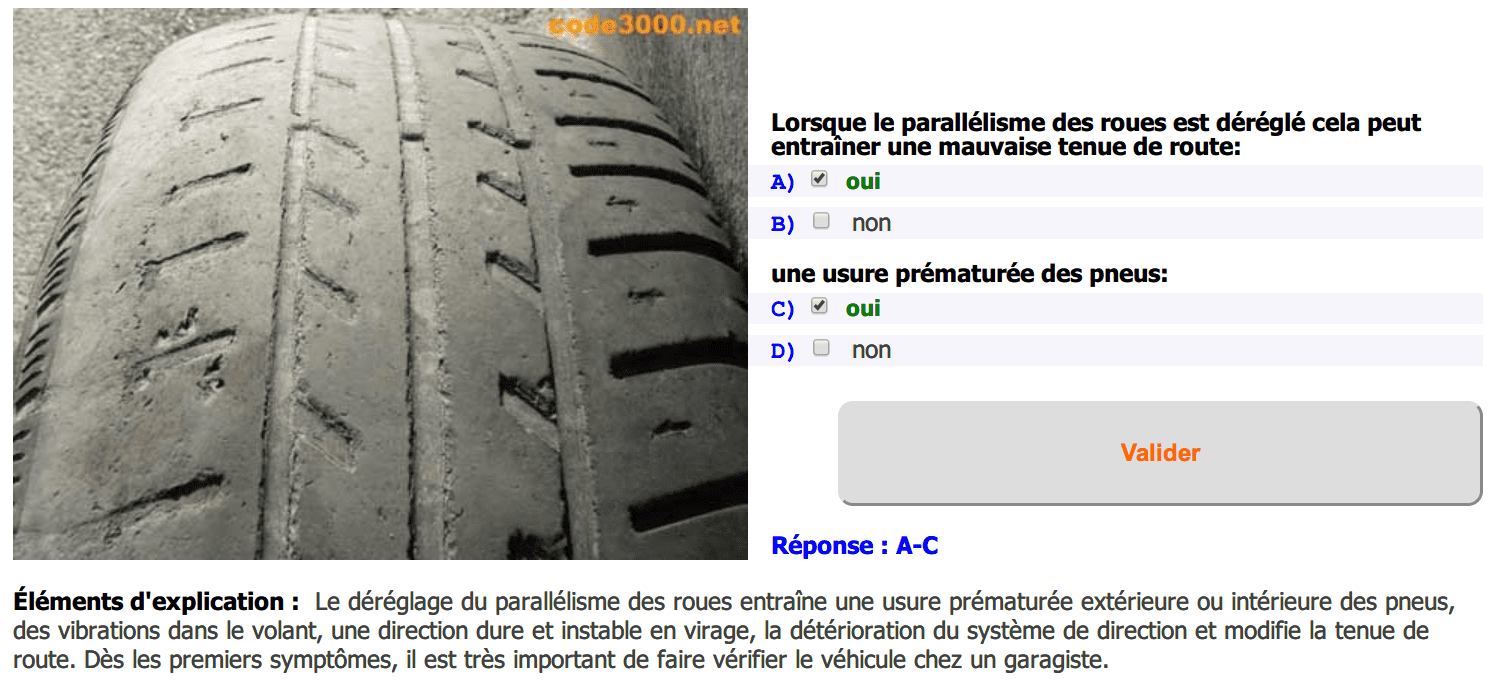 code3000.net
Lorsque le parallélisme des roues est déréglé cela peut
entraîner une mauvaise tenue de route:
A) oui
B) non
une usure prématurée des pneus:
C) oui
D) non
Valider
Réponse : A-C
Éléments d'explication : Le déréglage du parallélisme des roues entraîne une usure prématurée extérieure ou intérieure des pneus,
des vibrations dans le volant, une direction dure et instable en virage, la détérioration du système de direction et modifie la tenue de
route. Dès les premiers symptômes, il est très important de faire vérifier le véhicule chez un garagiste.